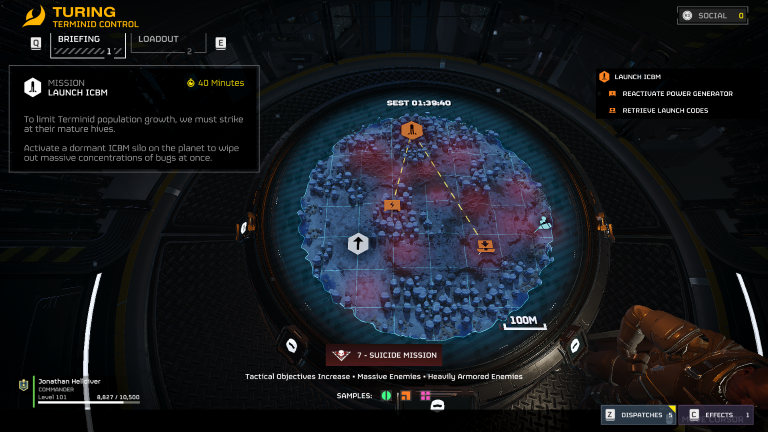 TURING
TERMINID CONTROL
SOCIAL 0
Q
BRIEFING
1
LOADOUT
2
E
MISSION
LAUNCH ICBM
40 Minutes
To limit Terminid population growth, we must strike
at their mature hives.
Activate a dormant ICBM silo on the planet to wipe
out massive concentrations of bugs at once.
LAUNCH ICBM
REACTIVATE POWER GENERATOR
RETRIEVE LAUNCH CODES
SEST 01:39:40
100M
7 - SUICIDE MISSION
Tactical Objectives Increase • Massive Enemies • Heavily Armored Enemies
SAMPLES:
Jonathan Helldiver
COMMANDER
Level 101
8,827 / 10,500
Z DISPATCHES 5
C EFFECTS 1
CURSOR